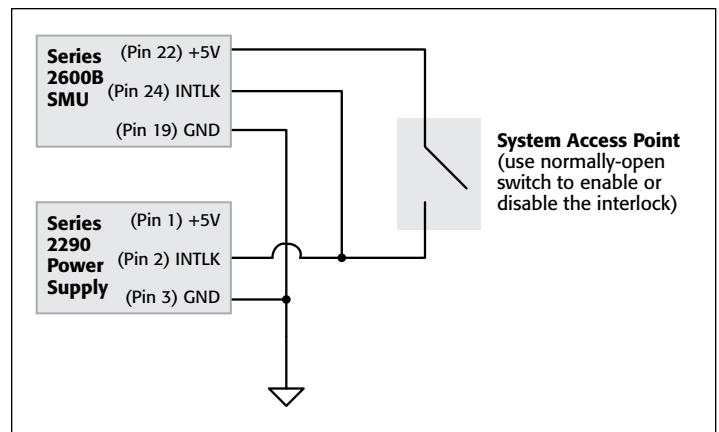 Series
2600B
SMU
(Pin 22) +5V
(Pin 24) INTLK
(Pin 19) GND
System Access Point
(use normally-open
switch to enable or
disable the interlock)
Series
2290
Power
Supply
(Pin 1) +5V
(Pin 2) INTLK
(Pin 3) GND